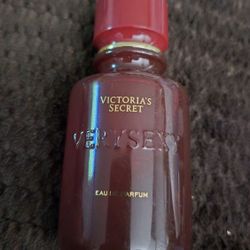 VICTORIA'S
SECRET
VERY SEXY
EAU DE PARFUM